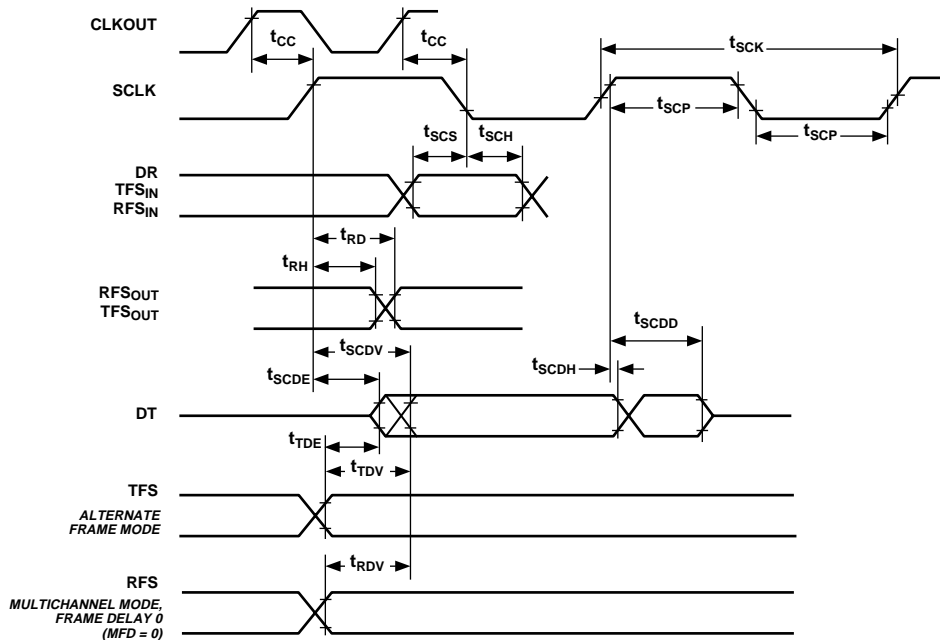 CLKOUT
tCC
tCC
tSCK
SCLK
tSCP
tSCP
tSCS
tSCH
DR
TFSIN
RFSIN
tRD
tRH
RFSOUT
TFSOUT
tSCDD
tSCDV
tSCDH
tSCDE
DT
tTDE
tTDV
TFS
ALTERNATE
FRAME MODE
tRDV
RFS
MULTICHANNEL MODE,
FRAME DELAY 0
(MFD = 0)